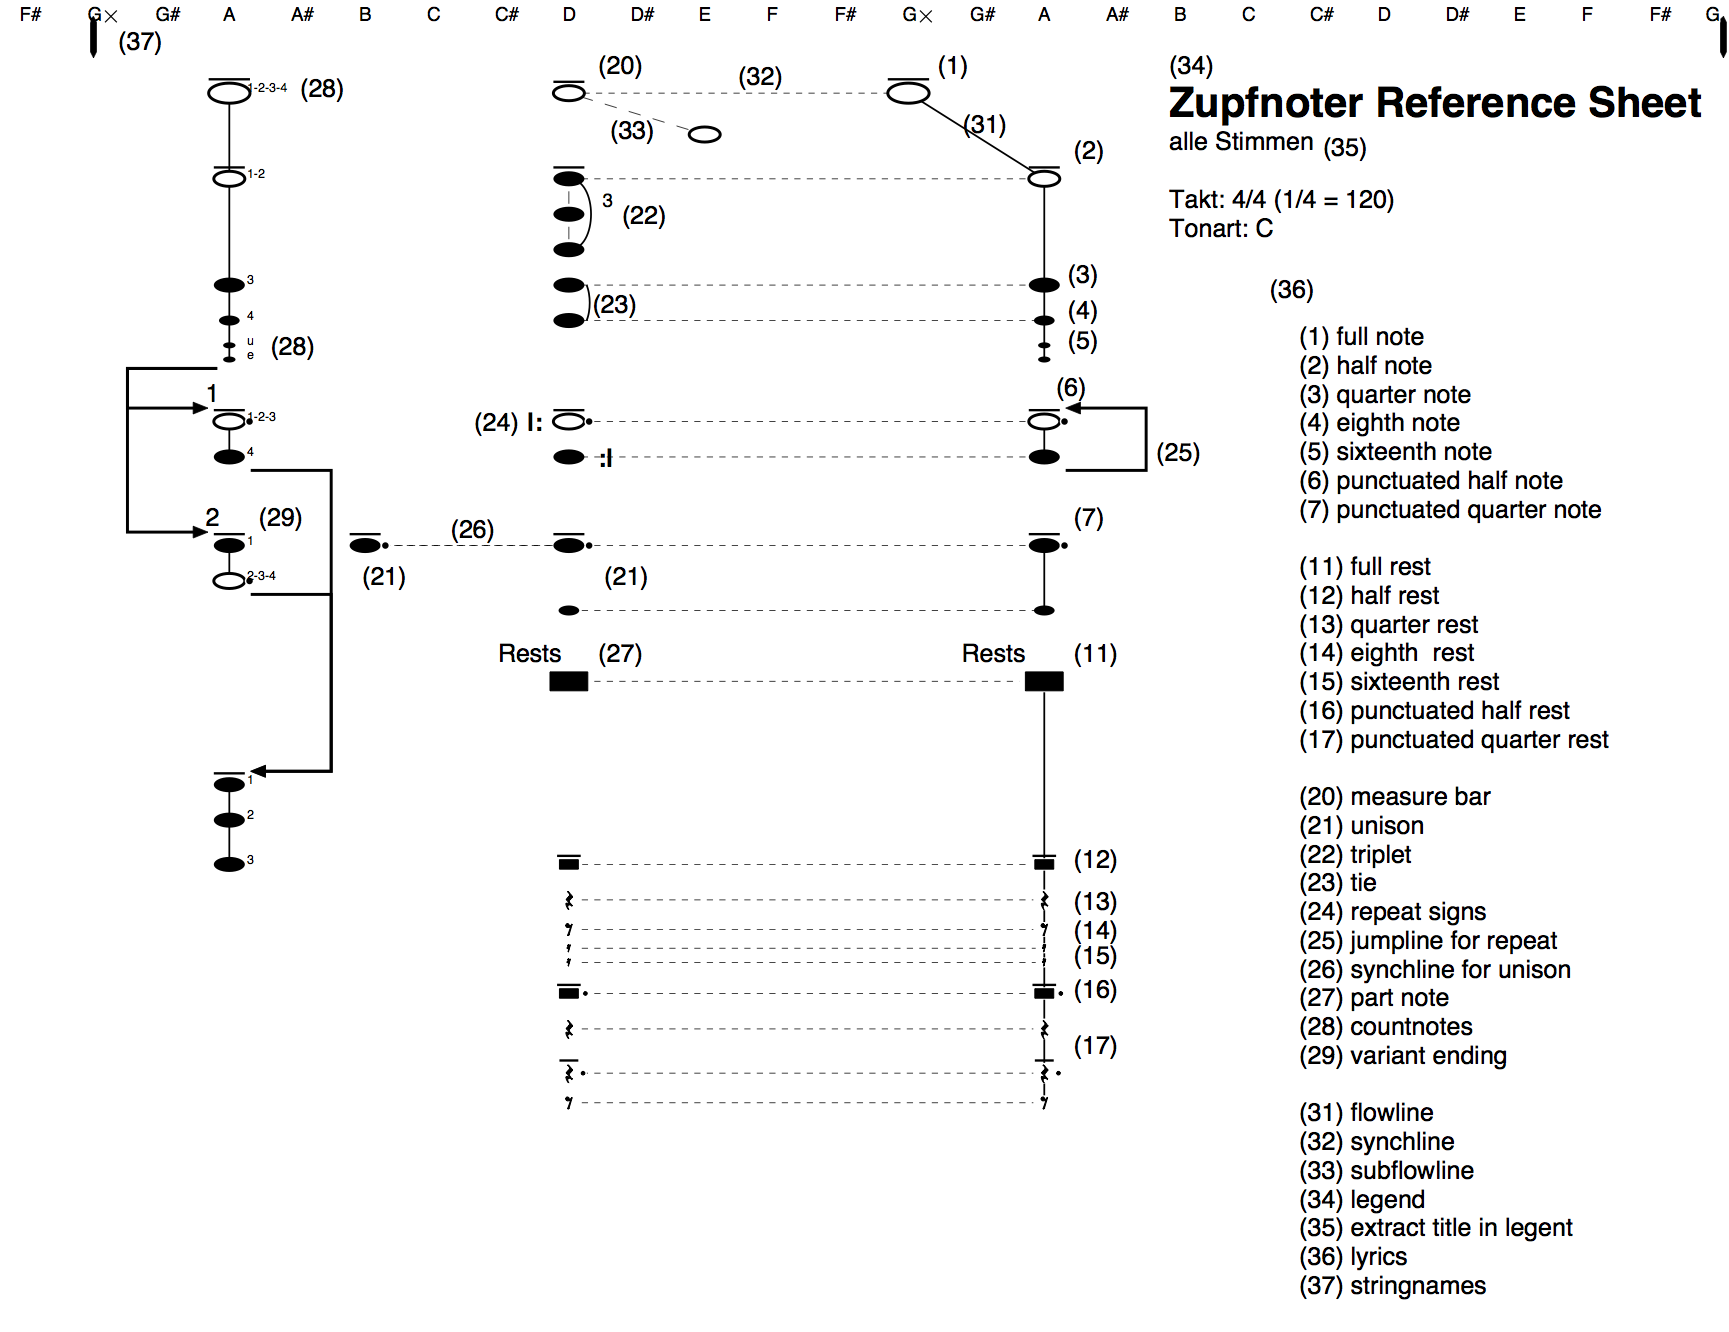 F# G× G# A A# B C C# D D# E F F# G× G# A A# B C C# D D# E F F# G
(37)
(20) (32) (1) (34)
1-2-3-4 (28)
Zupfnoter Reference Sheet
(33) (31)
alle Stimmen (35)
(2)
1-2
3 (22)
Takt: 4/4 (1/4 = 120)
Tonart: C
3 (3)
(36)
4 (23) (4)
u
e (28) (5)
1 (6)
1-2-3 (24) I: 
4 :I (25)
2 (29) (26) (7)
1
2-3-4 (21) (21)
Rests (27) Rests (11)
1
2
3 (12)
(13)
(14)
(15)
(16)
(17)
(1) full note
(2) half note
(3) quarter note
(4) eighth note
(5) sixteenth note
(6) punctuated half note
(7) punctuated quarter note
(11) full rest
(12) half rest
(13) quarter rest
(14) eighth  rest
(15) sixteenth rest
(16) punctuated half rest
(17) punctuated quarter rest
(20) measure bar
(21) unison
(22) triplet
(23) tie
(24) repeat signs
(25) jumpline for repeat
(26) synchline for unison
(27) part note
(28) countnotes
(29) variant ending
(31) flowline
(32) synchline
(33) subflowline
(34) legend
(35) extract title in legent
(36) lyrics
(37) stringnames